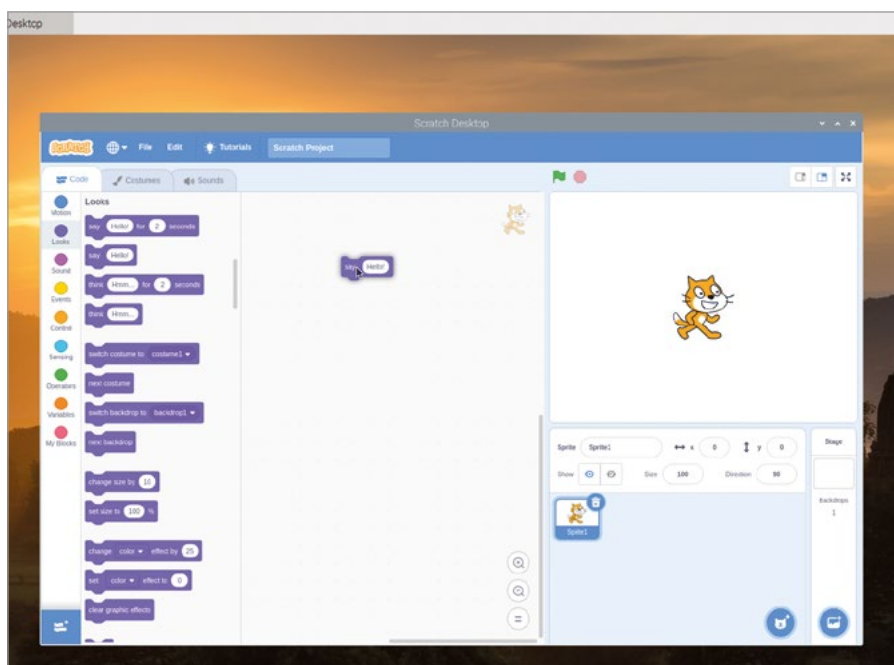 Desktop
Scratch Desktop
SCRATCH
File Edit Tutorials Scratch Project
Code Costumes Sounds
Motion
Looks
Sound
Events
Control
Sensing
Operators
Variables
My Blocks
Looks
say Hello! for 2 seconds
say Hello!
think Hmm... for 2 seconds
think Hmm...
switch costume to costume1
next costume
switch backdrop to backdrop1
next backdrop
change size by 10
set size to 100 %
change color effect by 25
set color effect to 0
clear graphic effects
say Hello!
Sprite Sprite1 x 0 y 0
Show Size 100 Direction 90
Sprite1
Stage
Backdrops
1